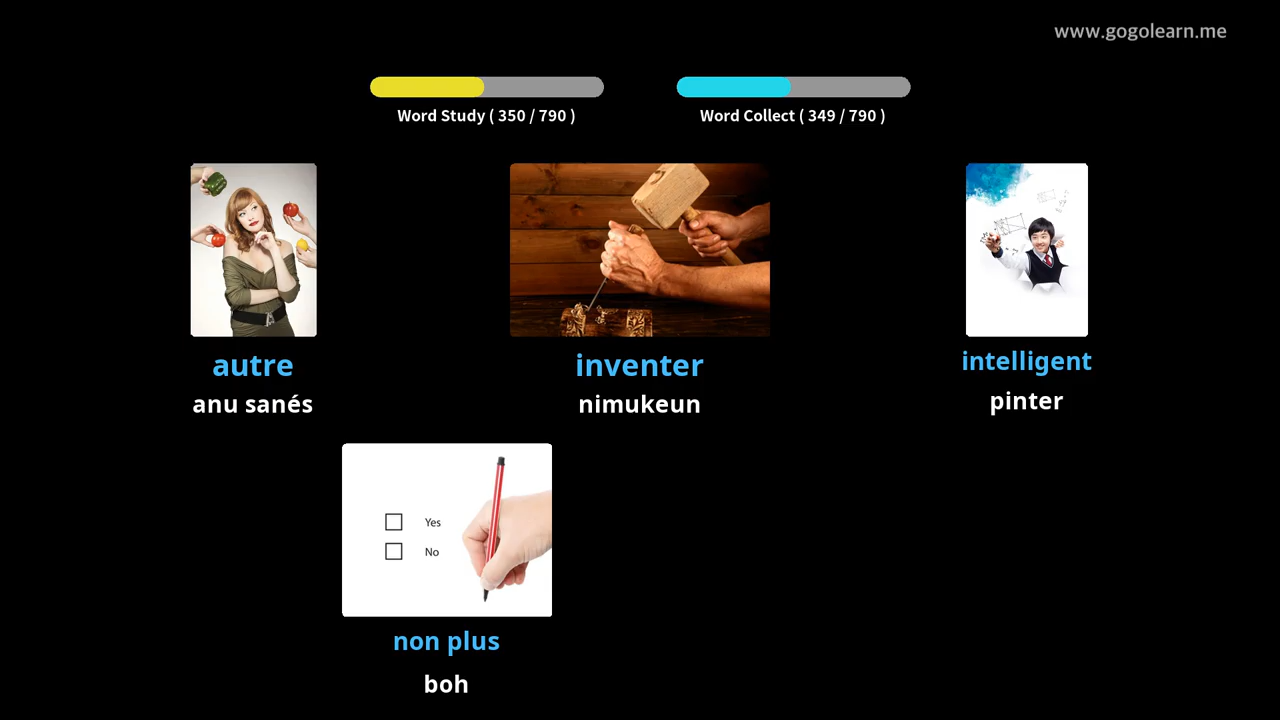 www.gogolearn.me
Word Study ( 350 / 790 )
Word Collect ( 349 / 790 )
autre
anu sanés
inventer
nimukeun
intelligent
pinter
Yes
No
non plus
boh